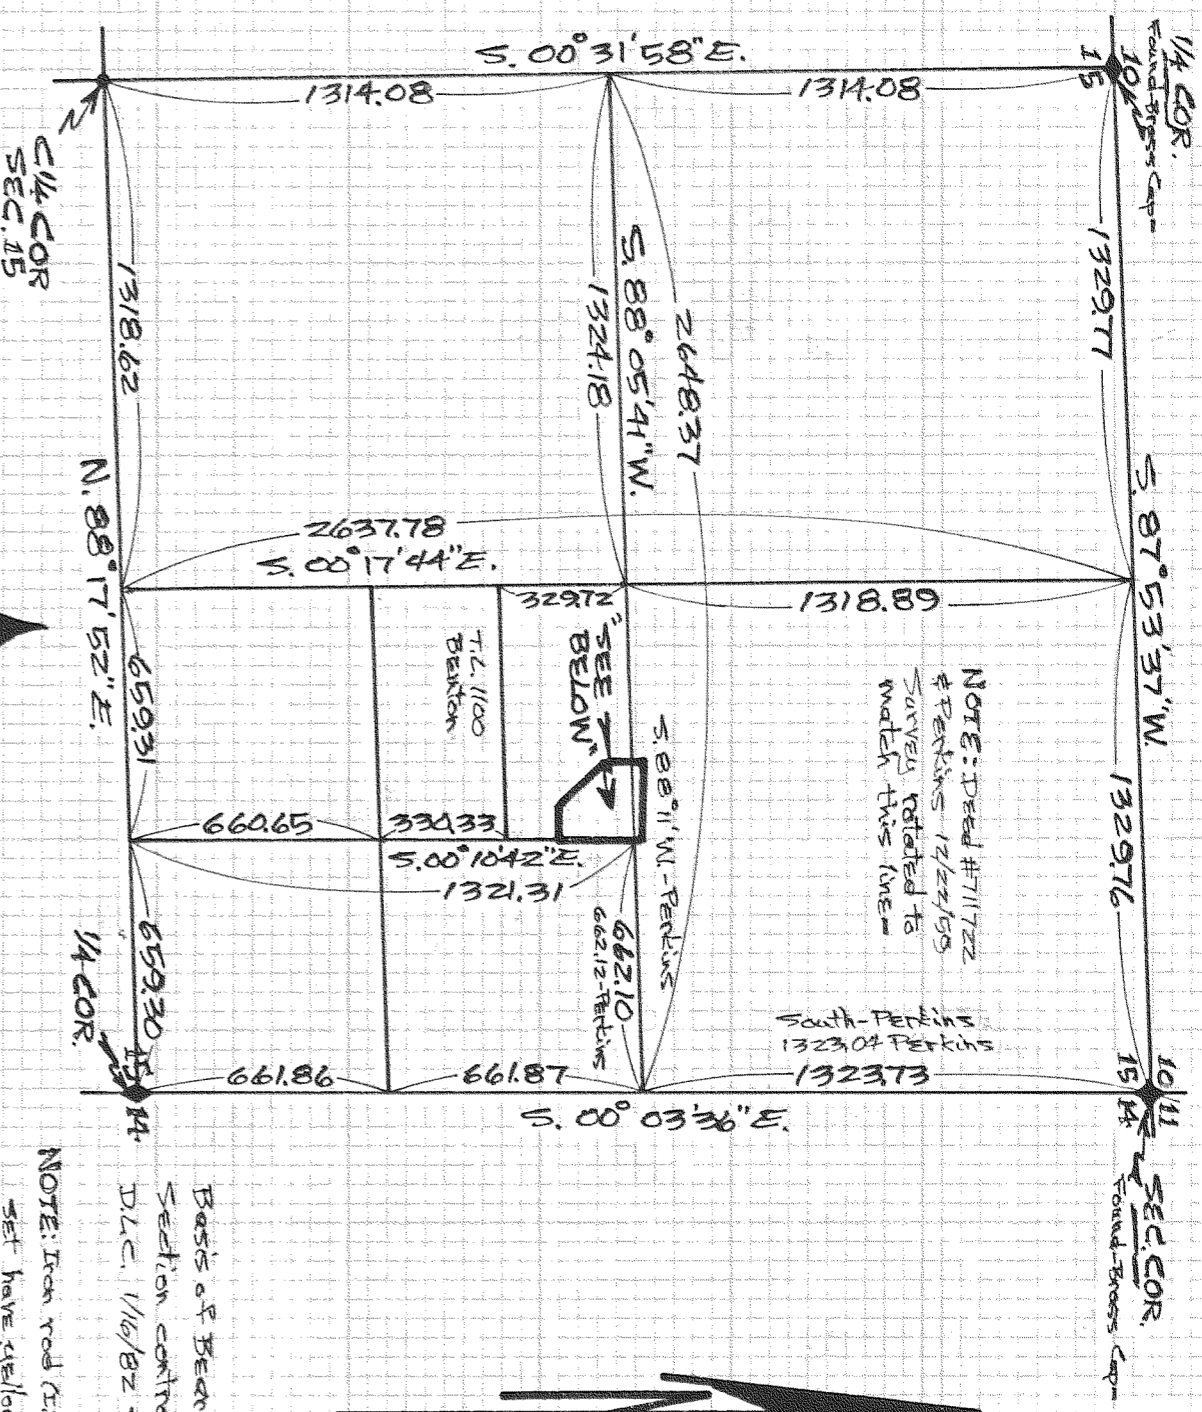 1/4 COR.
Found-Brass Cap-
10
15
S. 00°31'58"E.
1314.08
1314.08
C 1/4 COR
SEC. 15
1329.77
S. 87°53'37"W.
1329.76
S. 88°05'41"W.
1324.18
2648.37
1318.62
N. 88°17'52"E.
2637.78
S. 00°17'44"E.
329.72
1318.89
"SEE
BELOW"
T.L. 1100
Benton
NOTE: Deed #711722
& Perkins 12/22/59
Survey rotated to
match this line-
S. 88°11'W.-Perkins
659.31
660.65
330.33
S. 00°10'42"E.
1321.31
662.10
662.12-Perkins
659.30
1/4 COR.
15
14
661.86
661.87
South-Perkins
1323.04 Perkins
1323.73
S. 00°03'36"E.
10
11
15
14
SEC. COR.
Found-Brass Cap-
Basis of Bear
Section contro
D.L.C. 1/16/82
NOTE: Iron rod (I.
set have yello